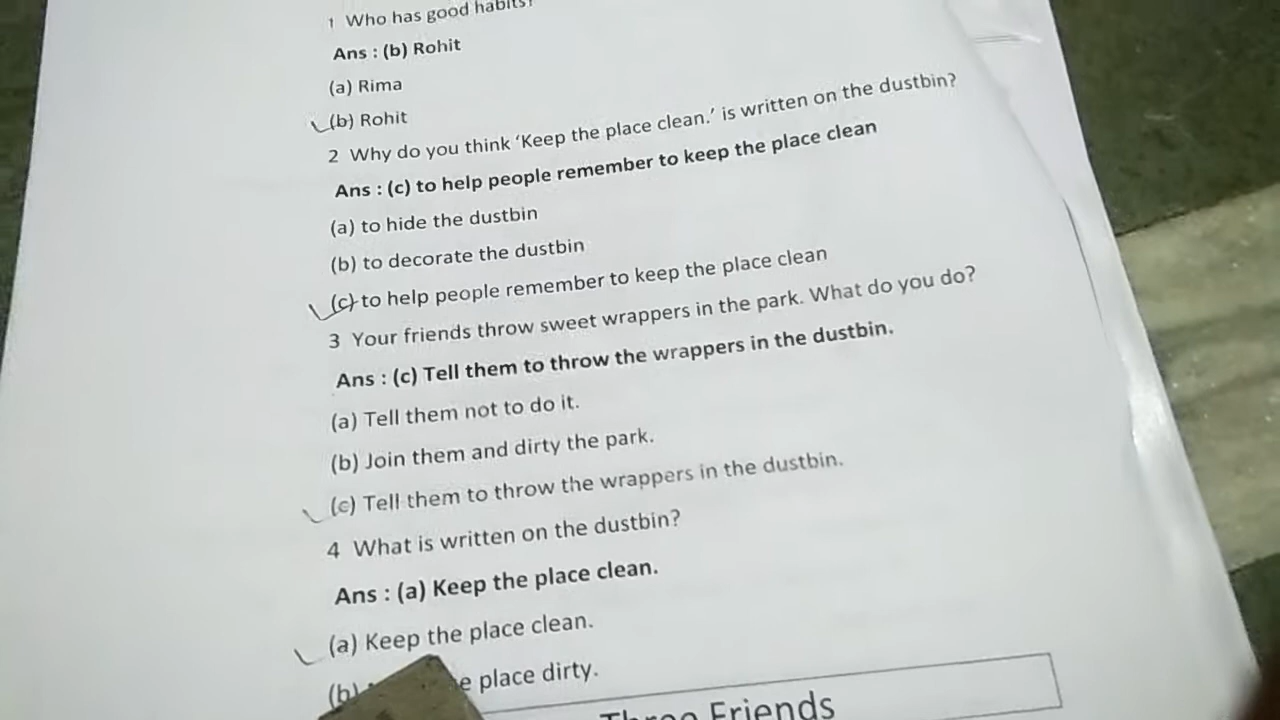 1 Who has good habits?
Ans : (b) Rohit
(a) Rima
(b) Rohit
2 Why do you think ‘Keep the place clean.’ is written on the dustbin?
Ans : (c) to help people remember to keep the place clean
(a) to hide the dustbin
(b) to decorate the dustbin
(c) to help people remember to keep the place clean
3 Your friends throw sweet wrappers in the park. What do you do?
Ans : (c) Tell them to throw the wrappers in the dustbin.
(a) Tell them not to do it.
(b) Join them and dirty the park.
(c) Tell them to throw the wrappers in the dustbin.
4 What is written on the dustbin?
Ans : (a) Keep the place clean.
(a) Keep the place clean.
(b) place dirty.
Three Friends